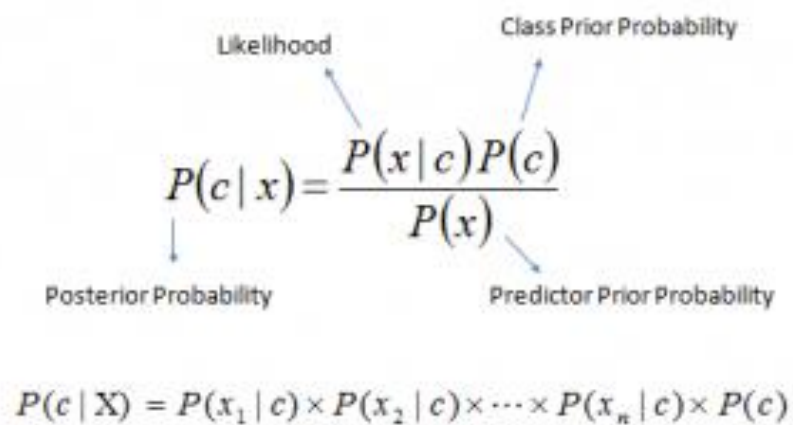 Likelihood
Class Prior Probability
P(c | x) = P(x | c)P(c) / P(x)
Posterior Probability
Predictor Prior Probability
P(c | X) = P(x₁ | c) × P(x₂ | c) × ⋯ × P(xₙ | c) × P(c)